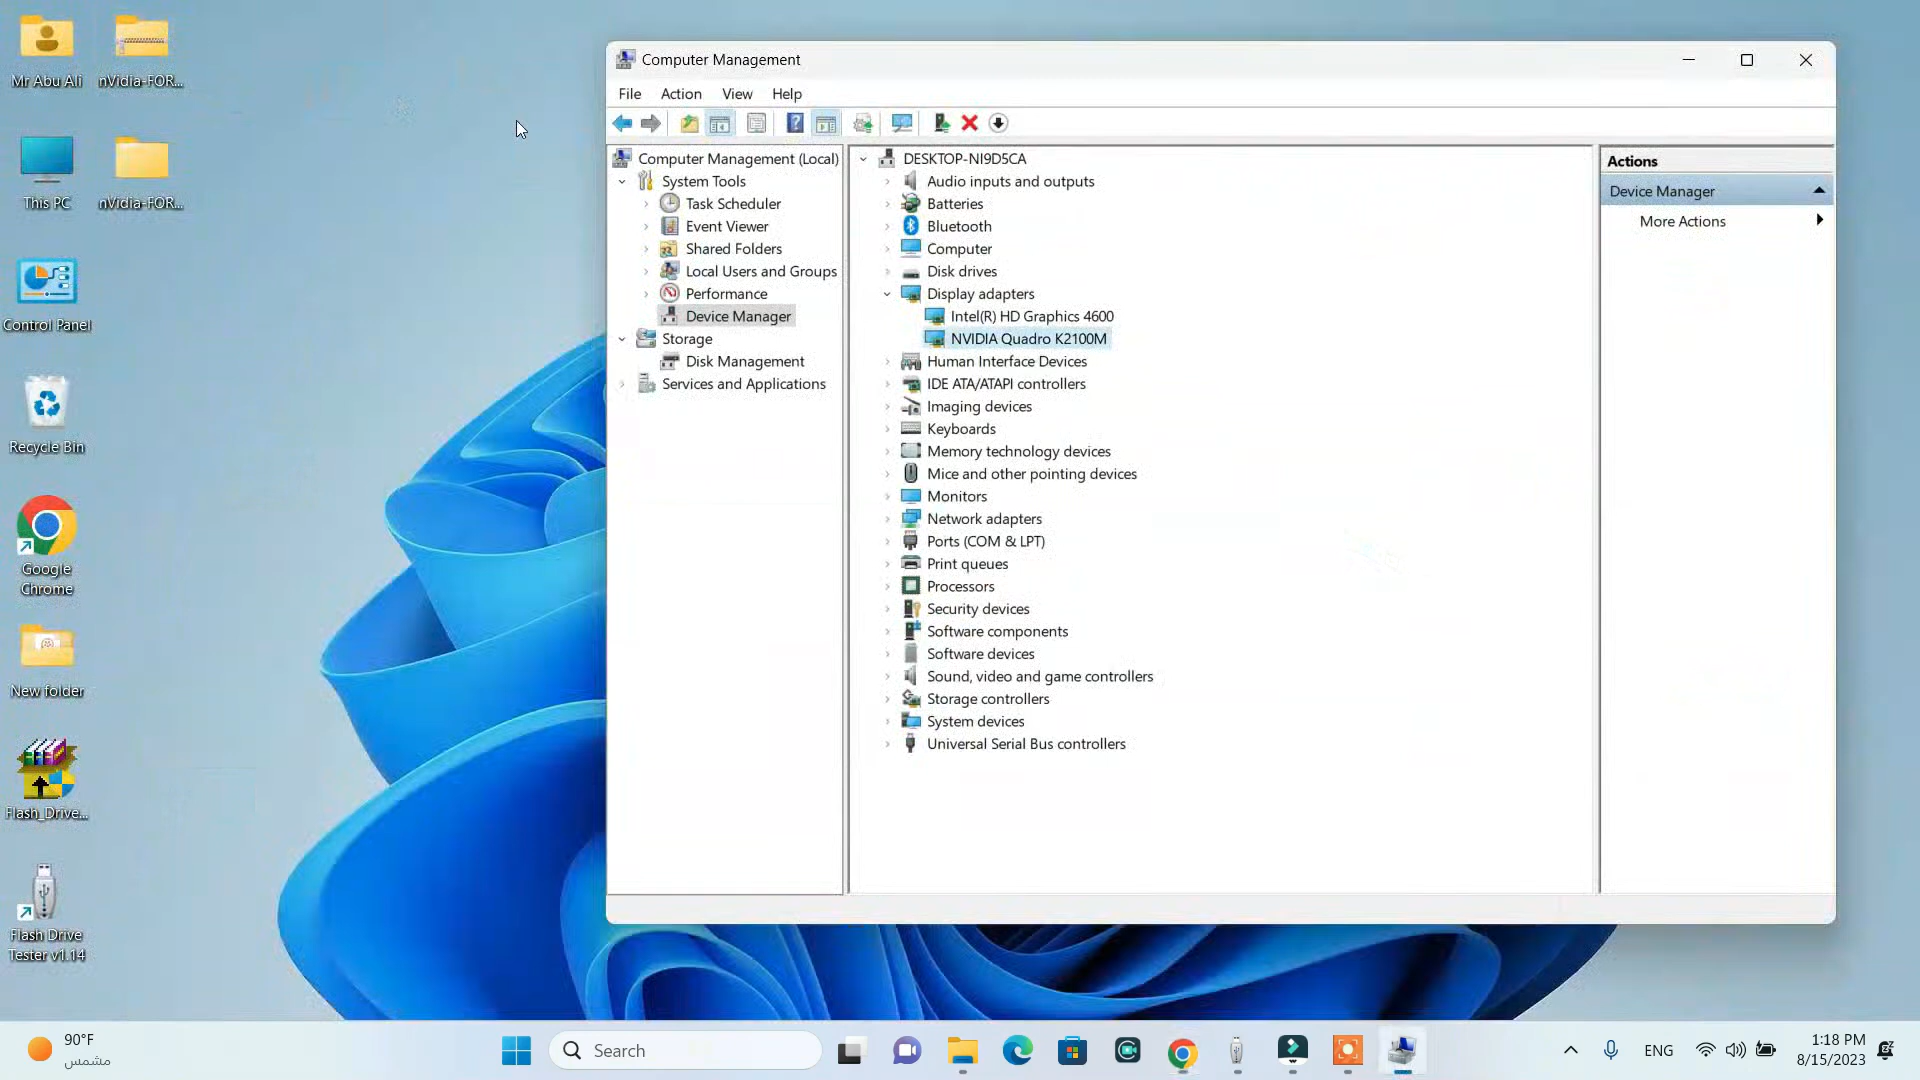 Mr Abu Ali
nVidia-FOR...
This PC
nVidia-FOR...
Control Panel
Recycle Bin
Google
Chrome
New folder
Flash_Drive...
Flash Drive
Tester v1.14
Computer Management
File Action View Help
Computer Management (Local)
System Tools
Task Scheduler
Event Viewer
Shared Folders
Local Users and Groups
Performance
Device Manager
Storage
Disk Management
Services and Applications
DESKTOP-NI9D5CA
Audio inputs and outputs
Batteries
Bluetooth
Computer
Disk drives
Display adapters
Intel(R) HD Graphics 4600
NVIDIA Quadro K2100M
Human Interface Devices
IDE ATA/ATAPI controllers
Imaging devices
Keyboards
Memory technology devices
Mice and other pointing devices
Monitors
Network adapters
Ports (COM & LPT)
Print queues
Processors
Security devices
Software components
Software devices
Sound, video and game controllers
Storage controllers
System devices
Universal Serial Bus controllers
Actions
Device Manager
More Actions
90°F
مشمس
Search
ENG
1:18 PM
8/15/2023